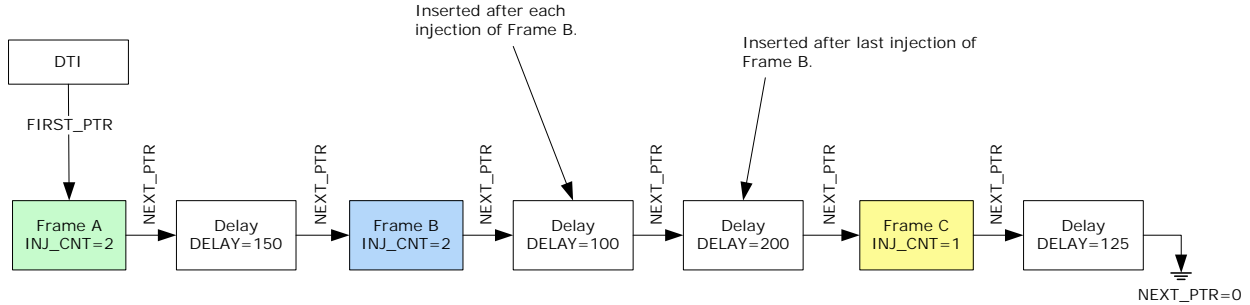 Inserted after each
injection of Frame B.
Inserted after last injection of
Frame B.
DTI
FIRST_PTR
Frame A
INJ_CNT=2
NEXT_PTR
Delay
DELAY=150
NEXT_PTR
Frame B
INJ_CNT=2
NEXT_PTR
Delay
DELAY=100
NEXT_PTR
Delay
DELAY=200
NEXT_PTR
Frame C
INJ_CNT=1
NEXT_PTR
Delay
DELAY=125
NEXT_PTR=0